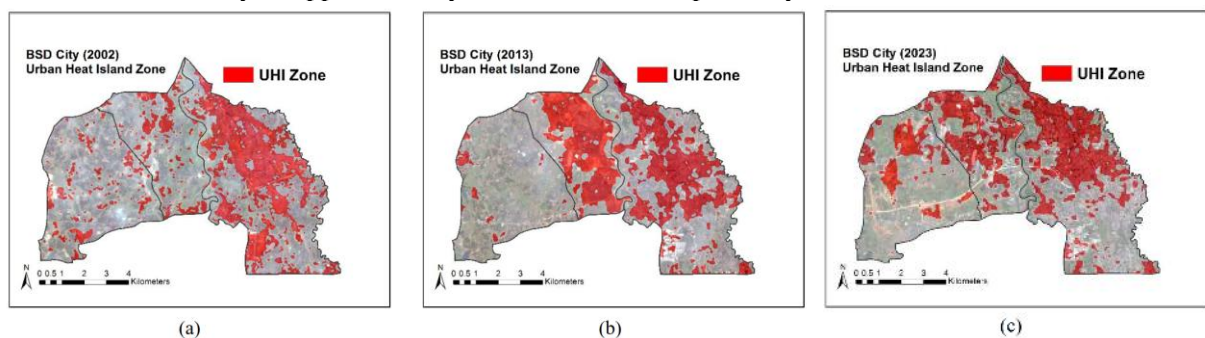 BSD City (2002)
Urban Heat Island Zone
UHI Zone
N
0 0.5 1 2 3 4
Kilometers
(a)
BSD City (2013)
Urban Heat Island Zone
UHI Zone
N
0 0.5 1 2 3 4
Kilometers
(b)
BSD City (2023)
Urban Heat Island Zone
UHI Zone
N
0 0.5 1 2 3 4
Kilometers
(c)